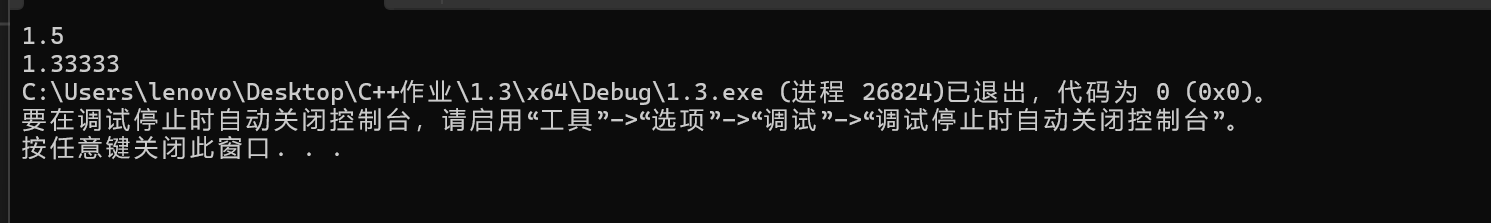 1.5
1.33333
C:\Users\lenovo\Desktop\C++作业\1.3\x64\Debug\1.3.exe (进程 26824)已退出，代码为 0 (0x0)。
要在调试停止时自动关闭控制台，请启用“工具”->“选项”->“调试”->“调试停止时自动关闭控制台”。
按任意键关闭此窗口. . .